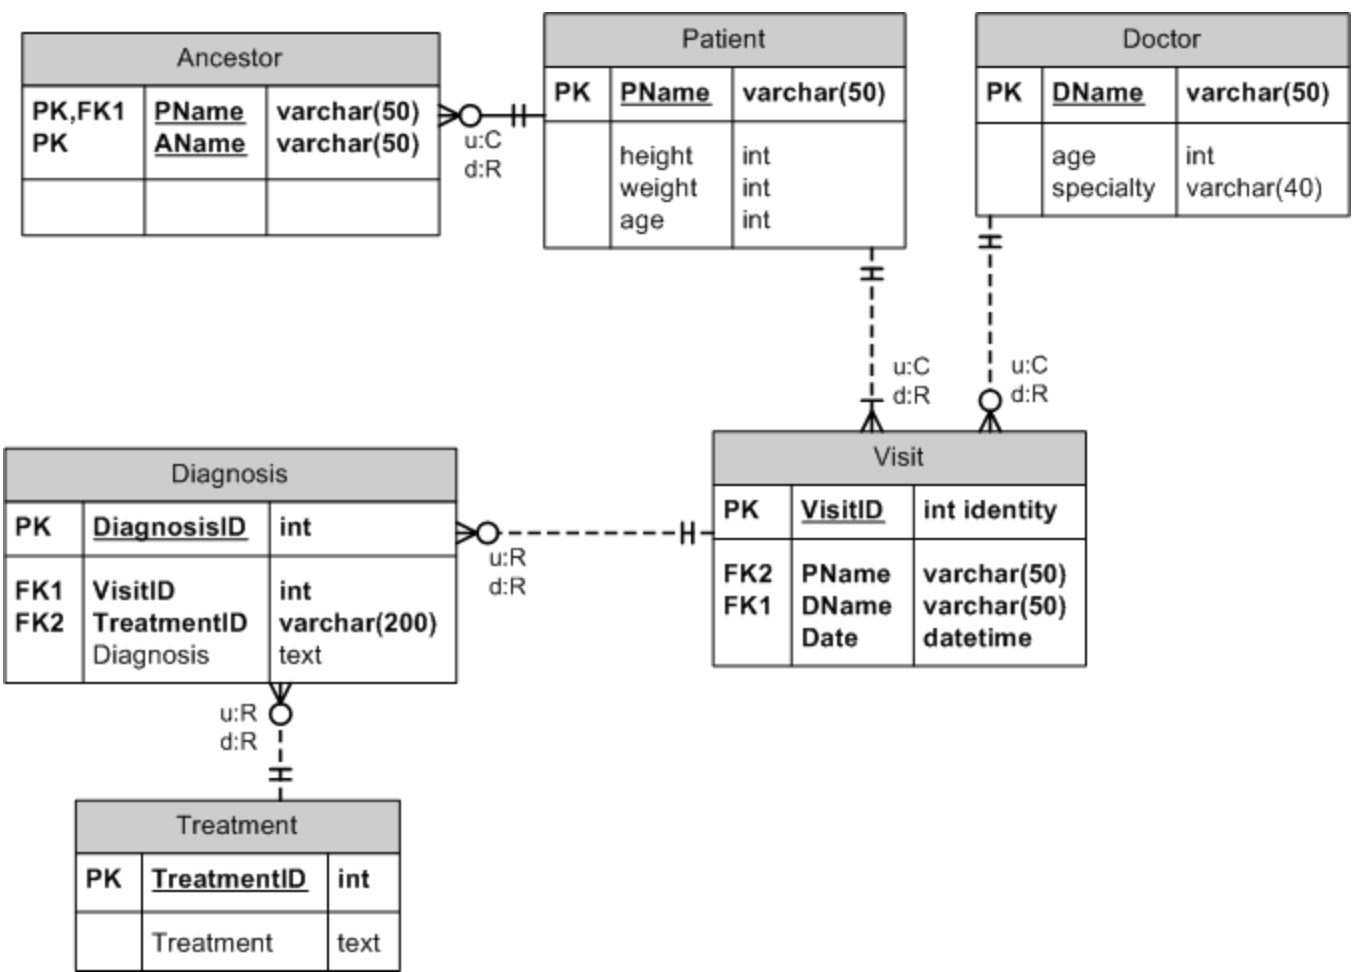 Ancestor
PK,FK1 PName varchar(50)
PK AName varchar(50)
u:C
d:R
Patient
PK PName varchar(50)
height int
weight int
age int
Doctor
PK DName varchar(50)
age int
specialty varchar(40)
u:C
d:R
u:C
d:R
Diagnosis
PK DiagnosisID int
FK1 VisitID int
FK2 TreatmentID varchar(200)
Diagnosis text
u:R
d:R
Visit
PK VisitID int identity
FK2 PName varchar(50)
FK1 DName varchar(50)
Date datetime
u:R
d:R
Treatment
PK TreatmentID int
Treatment text